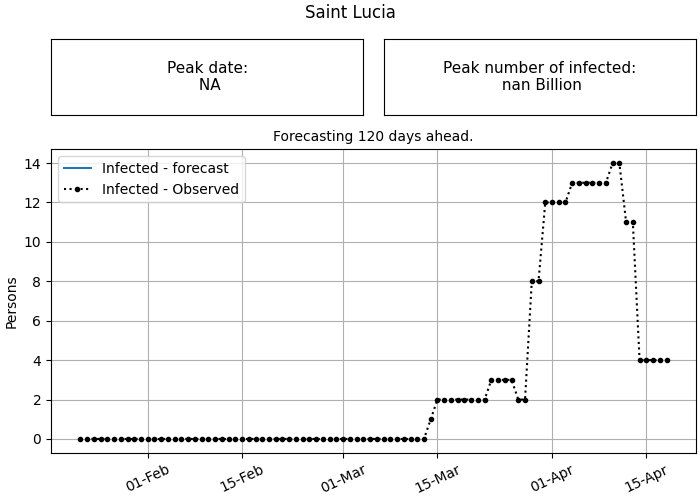 Saint Lucia
Peak date:
NA
Peak number of infected:
nan Billion
Forecasting 120 days ahead.
Infected - forecast
Infected - Observed
Persons
14
12
10
8
6
4
2
0
01-Feb
15-Feb
01-Mar
15-Mar
01-Apr
15-Apr